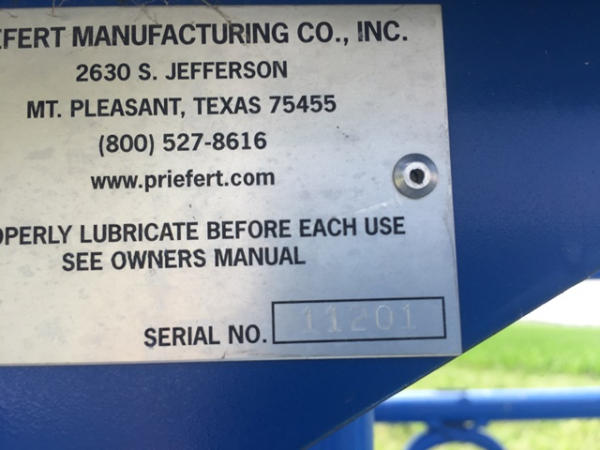 EFERT MANUFACTURING CO., INC.
2630 S. JEFFERSON
MT. PLEASANT, TEXAS 75455
(800) 527-8616
www.priefert.com
OPERLY LUBRICATE BEFORE EACH USE
SEE OWNERS MANUAL
SERIAL NO. 11201